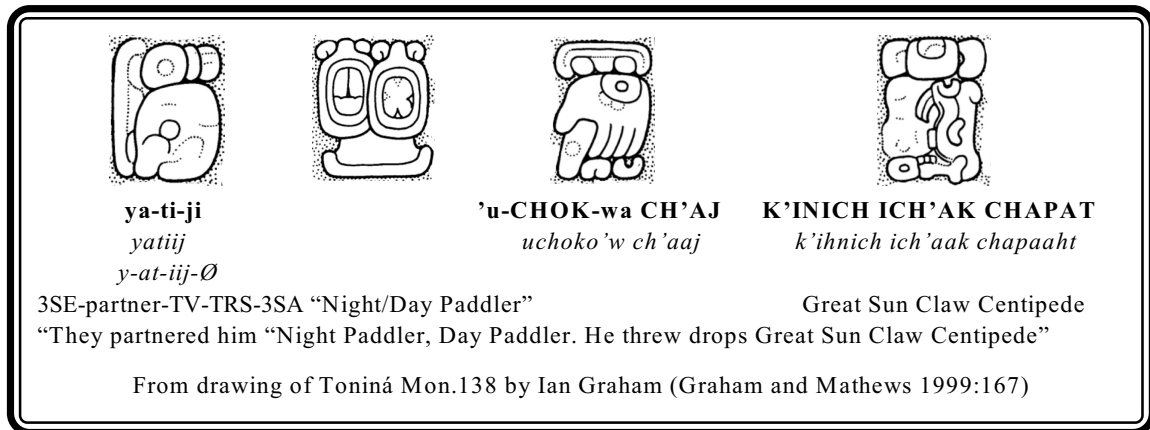 ya-ti-ji ’u-CHOK-wa CH’AJ K’INICH ICH’AK CHAPAT
yatiij uchoko’w ch’aaj k’ihnich ich’aak chapaaht
y-at-iij-Ø
3SE-partner-TV-TRS-3SA “Night/Day Paddler” Great Sun Claw Centipede
“They partnered him “Night Paddler, Day Paddler. He threw drops Great Sun Claw Centipede”
From drawing of Toniná Mon.138 by Ian Graham (Graham and Mathews 1999:167)